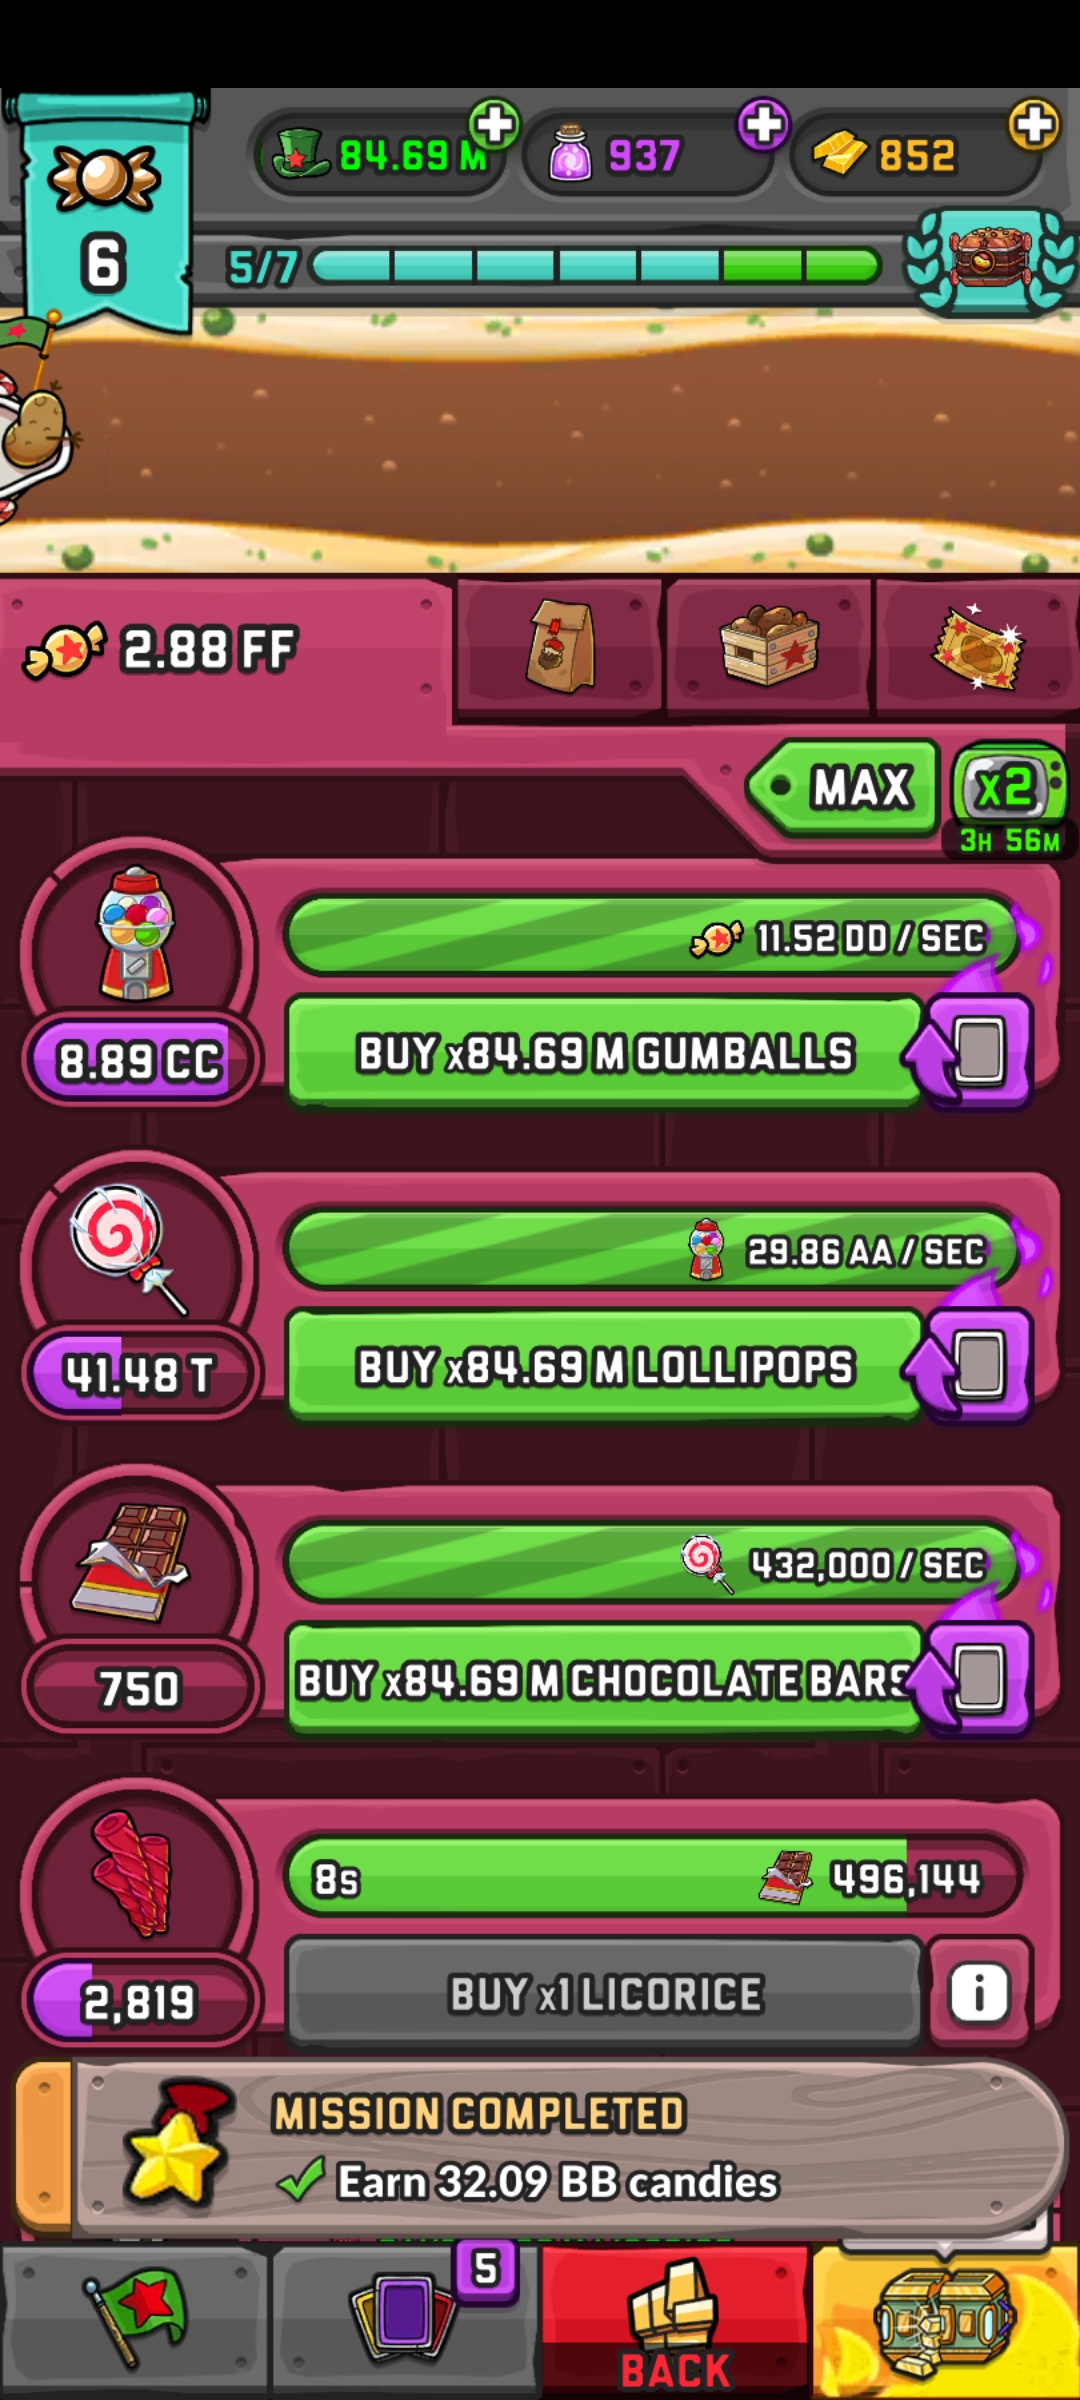 84.69 M
937
852
6
5/7
2.88 FF
MAX
x2
3H 56M
11.52 DD / SEC
8.89 CC
BUY x84.69 M GUMBALLS
29.86 AA / SEC
41.48 T
BUY x84.69 M LOLLIPOPS
432,000 / SEC
750
BUY x84.69 M CHOCOLATE BARS
8s
496,144
2,819
BUY x1 LICORICE
i
MISSION COMPLETED
Earn 32.09 BB candies
5
BACK